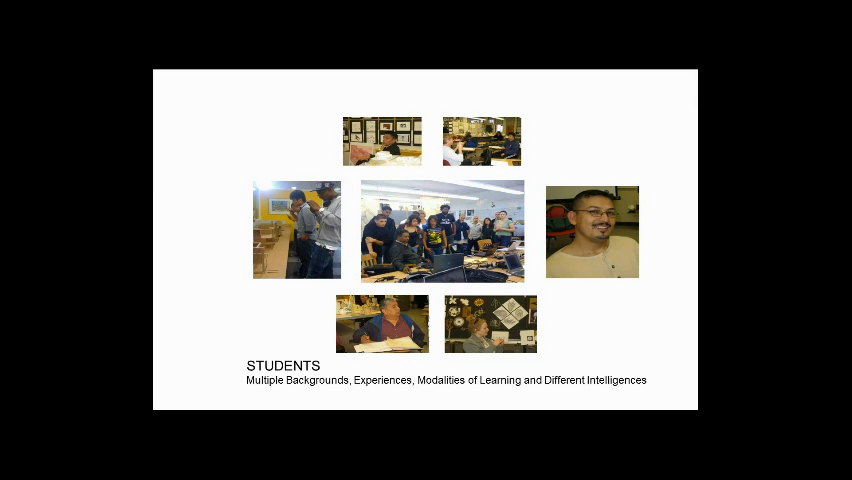 STUDENTS
Multiple Backgrounds, Experiences, Modalities of Learning and Different Intelligences